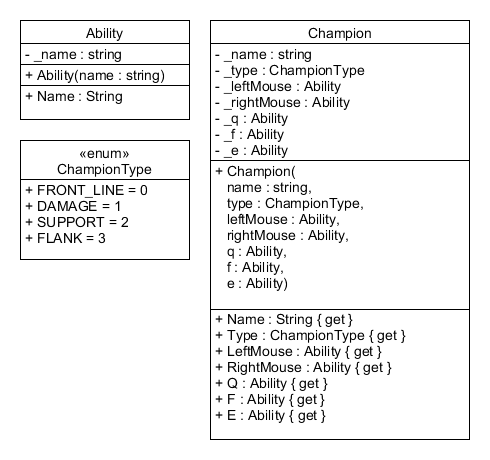 Ability
- _name : string
+ Ability(name : string)
+ Name : String
«enum»
ChampionType
+ FRONT_LINE = 0
+ DAMAGE = 1
+ SUPPORT = 2
+ FLANK = 3
Champion
- _name : string
- _type : ChampionType
- _leftMouse : Ability
- _rightMouse : Ability
- _q : Ability
- _f : Ability
- _e : Ability
+ Champion(
name : string,
type : ChampionType,
leftMouse : Ability,
rightMouse : Ability,
q : Ability,
f : Ability,
e : Ability)
+ Name : String { get }
+ Type : ChampionType { get }
+ LeftMouse : Ability { get }
+ RightMouse : Ability { get }
+ Q : Ability { get }
+ F : Ability { get }
+ E : Ability { get }